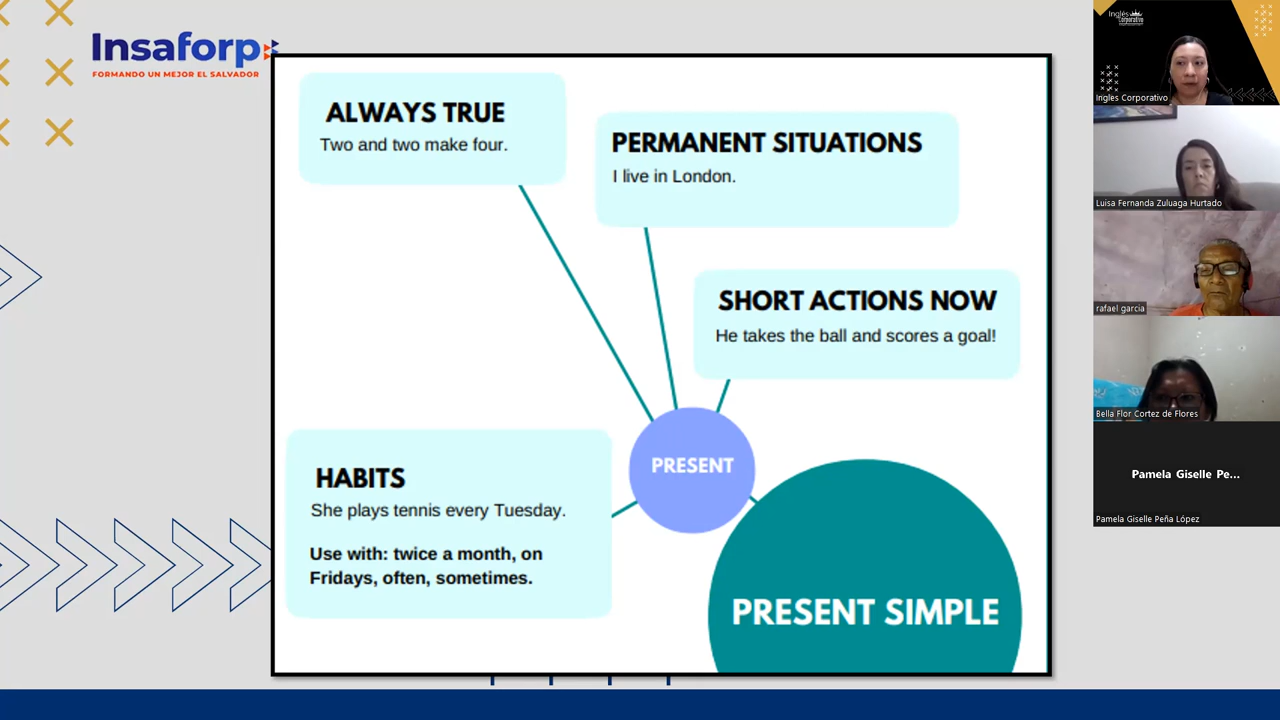 Insaforp
FORMANDO UN MEJOR EL SALVADOR
ALWAYS TRUE
Two and two make four.
PERMANENT SITUATIONS
I live in London.
SHORT ACTIONS NOW
He takes the ball and scores a goal!
HABITS
She plays tennis every Tuesday.
Use with: twice a month, on
Fridays, often, sometimes.
PRESENT
PRESENT SIMPLE
Inglés
Corporativo
Ingles Corporativo
Luisa Fernanda Zuluaga Hurtado
rafael garcia
Bella Flor Cortez de Flores
Pamela Giselle Pe...
Pamela Giselle Peña López